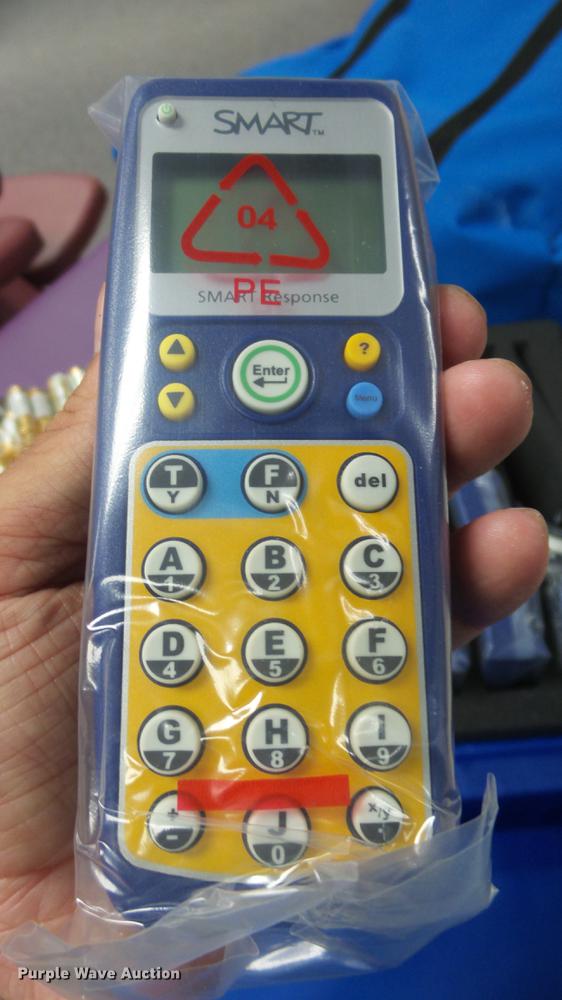 SMART™
04
PE
SMART Response
Enter
?
Menu
T F del
Y N
A B C
1 2 3
D E F
4 5 6
G H I
7 8 9
J x/y
- 0 .
Purple Wave Auction